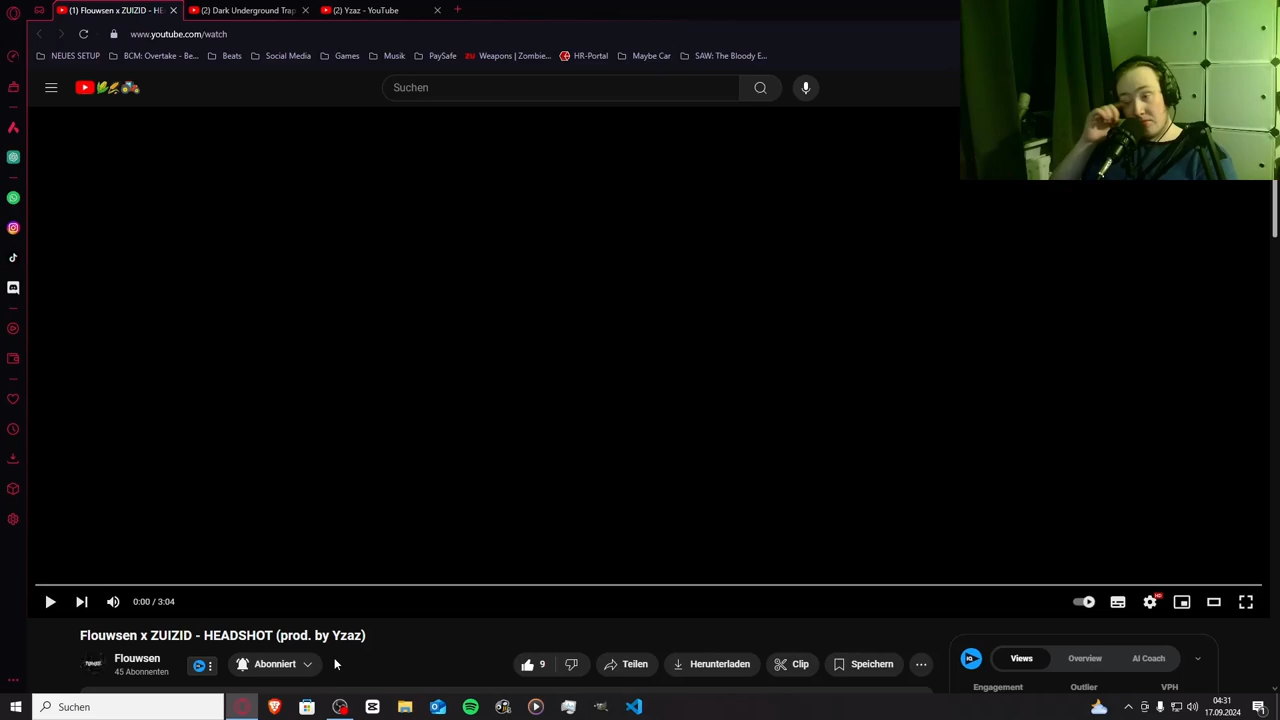 (1) Flouwsen x ZUIZID - HE
(2) Dark Underground Trap
(2) Yzaz - YouTube
www.youtube.com/watch
NEUES SETUP
BCM: Overtake - Be...
Beats
Social Media
Games
Musik
PaySafe
Weapons | Zombie...
HR-Portal
Maybe Car
SAW: The Bloody E...
Suchen
0:00 / 3:04
HD
Flouwsen x ZUIZID - HEADSHOT (prod. by Yzaz)
Flouwsen
45 Abonnenten
Abonniert
9
Teilen
Herunterladen
Clip
Speichern
Views
Overview
AI Coach
Engagement
Outlier
VPH
Suchen
04:31
17.09.2024